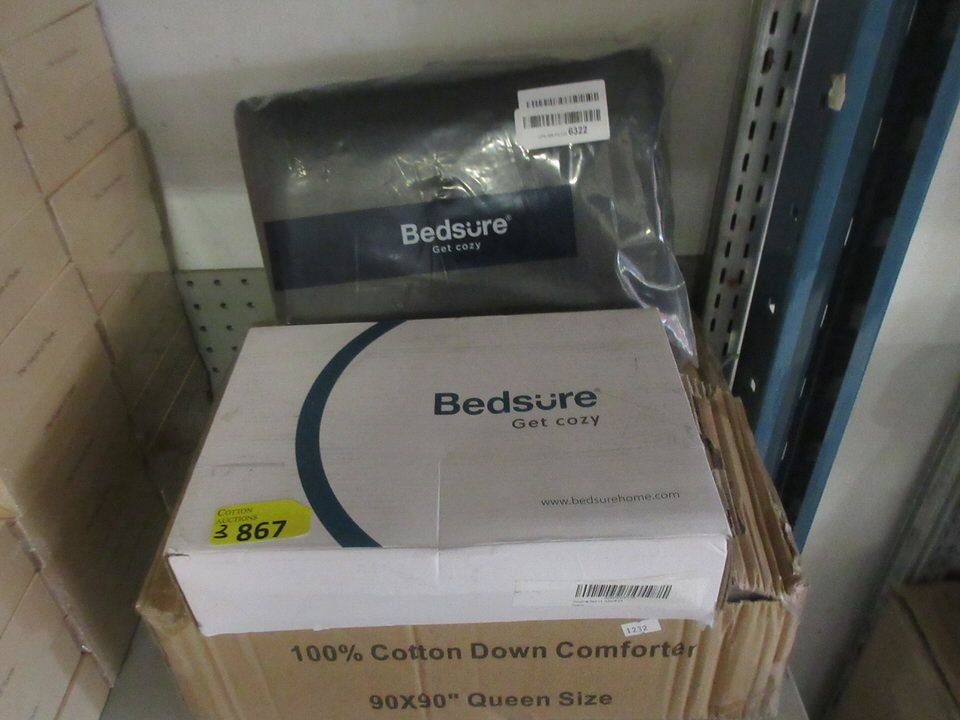 6322
Bedsure®
Get cozy
Bedsure
Get cozy
www.bedsurehome.com
COTTON
AUCTIONS
3 867
1232
100% Cotton Down Comforter
90X90" Queen Size